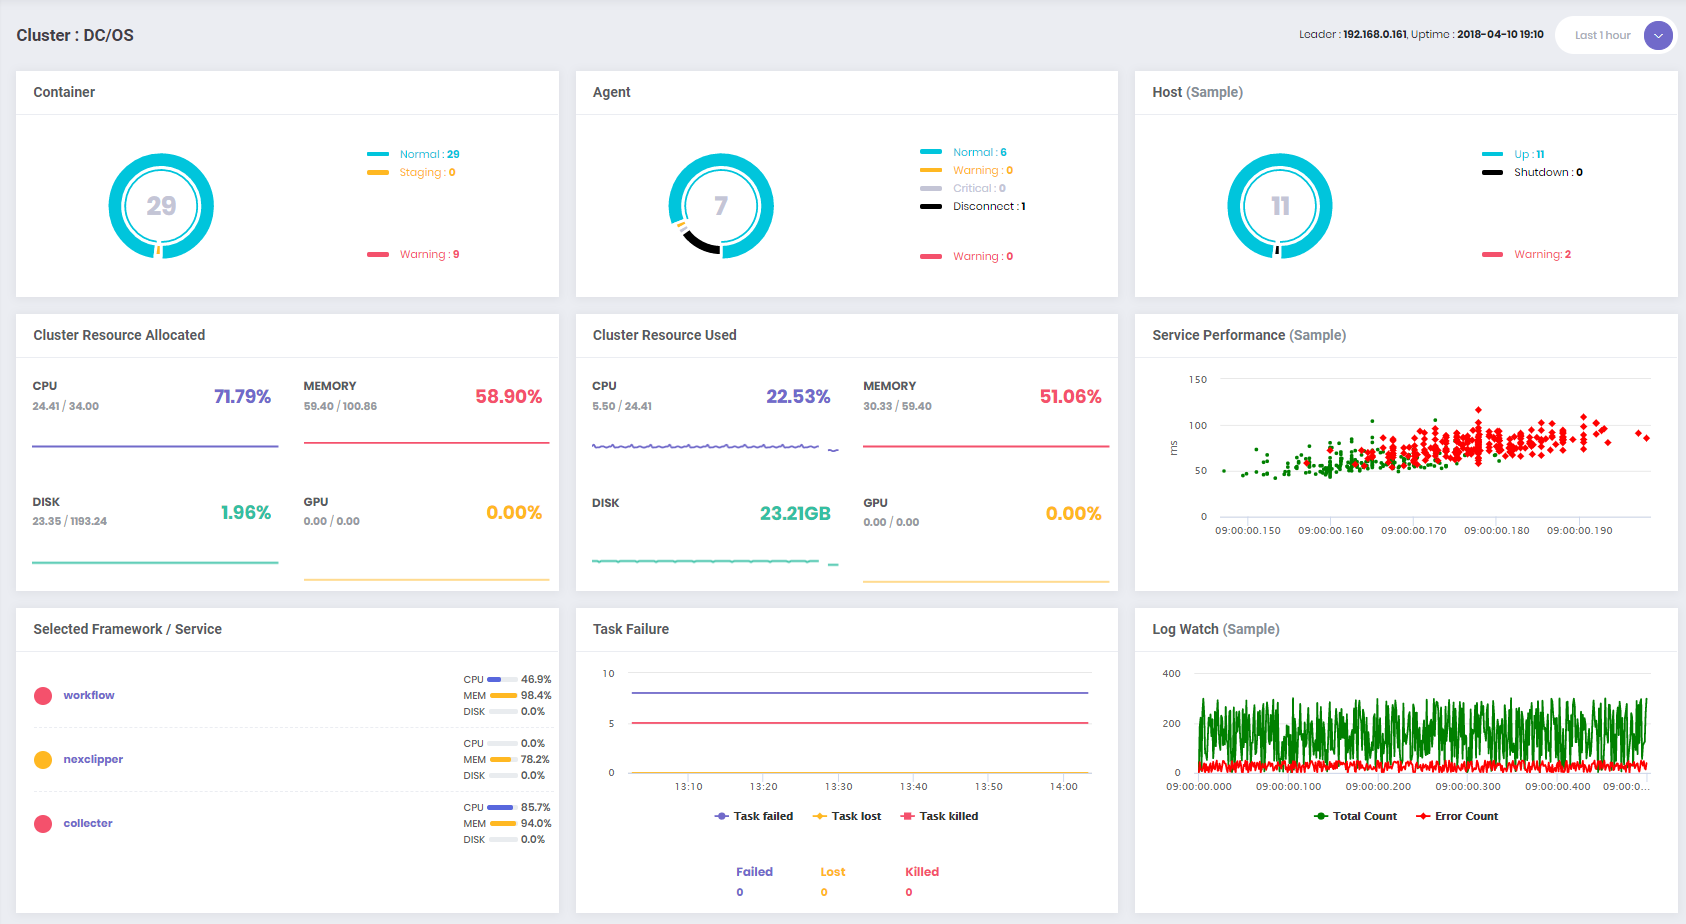 Cluster : DC/OS
Leader : 192.168.0.161, Uptime : 2018-04-10 19:10
Last 1 hour
Container
29
Normal : 29
Staging : 0
Warning : 9
Agent
7
Normal : 6
Warning : 0
Critical : 0
Disconnect : 1
Warning : 0
Host (Sample)
11
Up : 11
Shutdown : 0
Warning: 2
Cluster Resource Allocated
CPU
24.41 / 34.00
71.79%
MEMORY
59.40 / 100.86
58.90%
DISK
23.35 / 1193.24
1.96%
GPU
0.00 / 0.00
0.00%
Cluster Resource Used
CPU
5.50 / 24.41
22.53%
MEMORY
30.33 / 59.40
51.06%
DISK
23.21GB
GPU
0.00 / 0.00
0.00%
Service Performance (Sample)
150
100
50
0
ms
09:00:00.150 09:00:00.160 09:00:00.170 09:00:00.180 09:00:00.190
Selected Framework / Service
workflow
CPU 46.9%
MEM 98.4%
DISK 0.0%
nexclipper
CPU 0.0%
MEM 78.2%
DISK 0.0%
collecter
CPU 85.7%
MEM 94.0%
DISK 0.0%
Task Failure
10
5
0
13:10 13:20 13:30 13:40 13:50 14:00
Task failed Task lost Task killed
Failed Lost Killed
0 0 0
Log Watch (Sample)
400
200
0
09:00:00.000 09:00:00.100 09:00:00.200 09:00:00.300 09:00:00.400 09:00:0...
Total Count Error Count